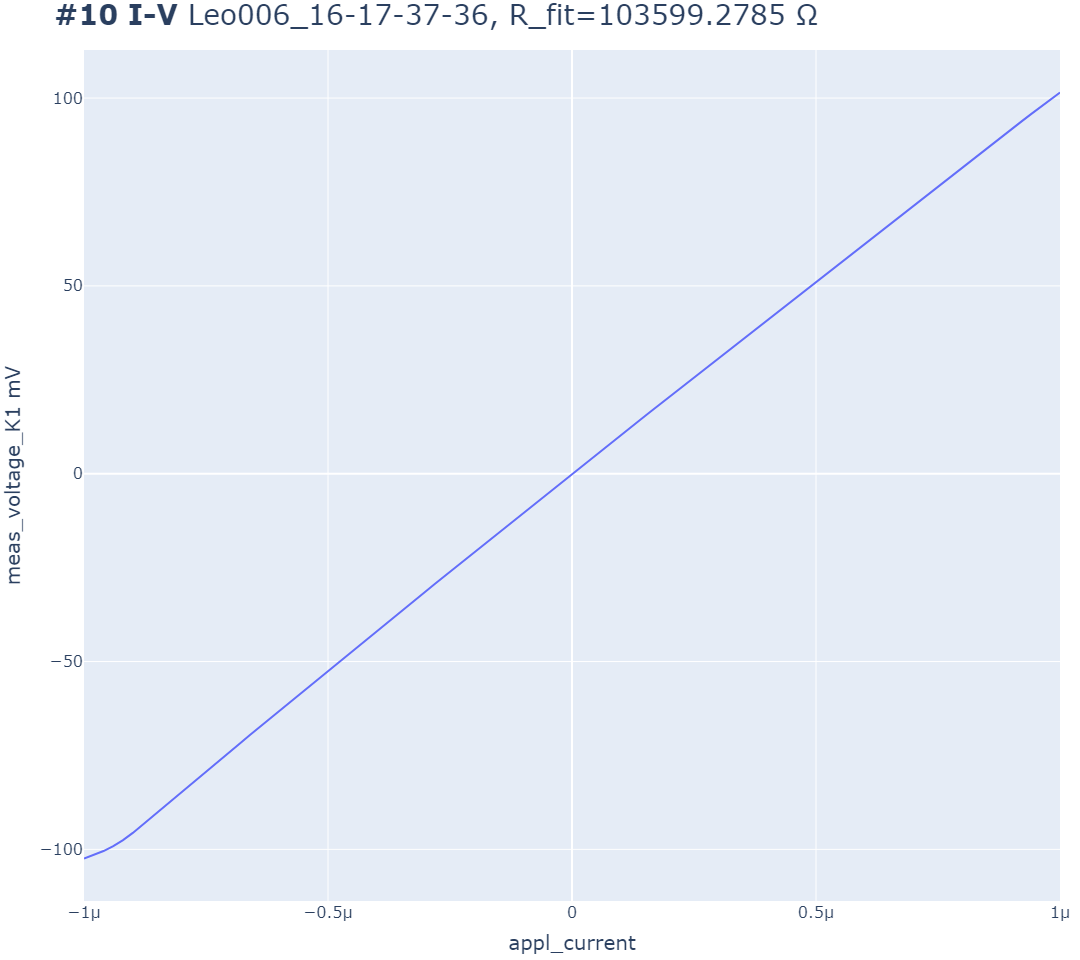 #10 I-V Leo006_16-17-37-36, R_fit=103599.2785 Ω
100
50
0
−50
−100
meas_voltage_K1 mV
−1μ
−0.5μ
0
0.5μ
1μ
appl_current